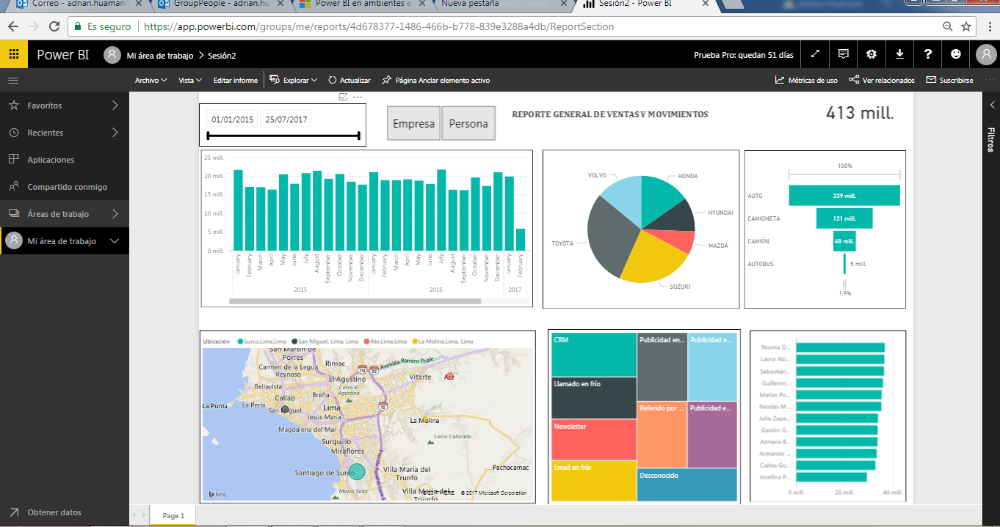 Correo - adrian.huamani
GroupPeople - adrian.hu
Power BI en ambientes e
Nueva pestaña
Sesión2 - Power BI
Es seguro
https://app.powerbi.com/groups/me/reports/4d678377-1486-466b-b778-839e3288a4db/ReportSection
Power BI
Mi área de trabajo > Sesión2
Prueba Pro: quedan 51 días
Archivo
Vista
Editar informe
Explorar
Actualizar
Página Anclar elemento activo
Métricas de uso
Ver relacionados
Suscribirse
Favoritos
Recientes
Aplicaciones
Compartido conmigo
Áreas de trabajo
Mi área de trabajo
Obtener datos
Filtros
01/01/2015
25/07/2017
Empresa
Persona
REPORTE GENERAL DE VENTAS Y MOVIMIENTOS
413 mill.
25 mill.
20 mill.
15 mill.
10 mill.
5 mill.
0 mill.
January
February
March
April
May
June
July
August
September
October
November
December
January
February
March
April
May
June
July
August
September
October
November
December
January
February
2015
2016
2017
VOLVO
HONDA
HYUNDAI
MAZDA
SUZUKI
TOYOTA
100%
AUTO
239 mill.
CAMIONETA
121 mill.
CAMIÓN
48 mill.
AUTOBUS
5 mill.
1,9%
Ubicación
Surco,Lima,Lima
San Miguel, Lima, Lima
Ate,Lima,Lima
La Molina,Lima, Lima
San Martín de
Porres
Carmen de la Legua
Reynoso
Rimac
Avenida Ramiro Priale
1N
22
El Agustino
Vitarte
Ate
Bellavista
Cerro El
Agustino
Callao
Breña
La Punta
La Perla
San Miguel
Lima
15
Jesus Maria
La Molina
Magdalena del Mar
Cerro Colorado
Surquillo
Miraflores
Santiago de Surco
Villa María del
Trunfo
Pachacamac
Morro Solar
Villa María del
Triunfo
bing
© 2017 HERE
© 2017 Microsoft Corporation
CRM
Llamado en frío
Newsletter
Email en frío
Publicidad en...
Publicidad e...
Referido por ...
Publicidad e...
Desconocido
Norma D...
Laura Alo...
Sebastián...
Guillermi...
Matías Po...
Nicolás M...
Julio Zapa...
Gastón G...
Adriana B...
Armando ...
Carlos Gu...
Josefina P...
0 mill.
20 mill.
40 mill.
Page 1